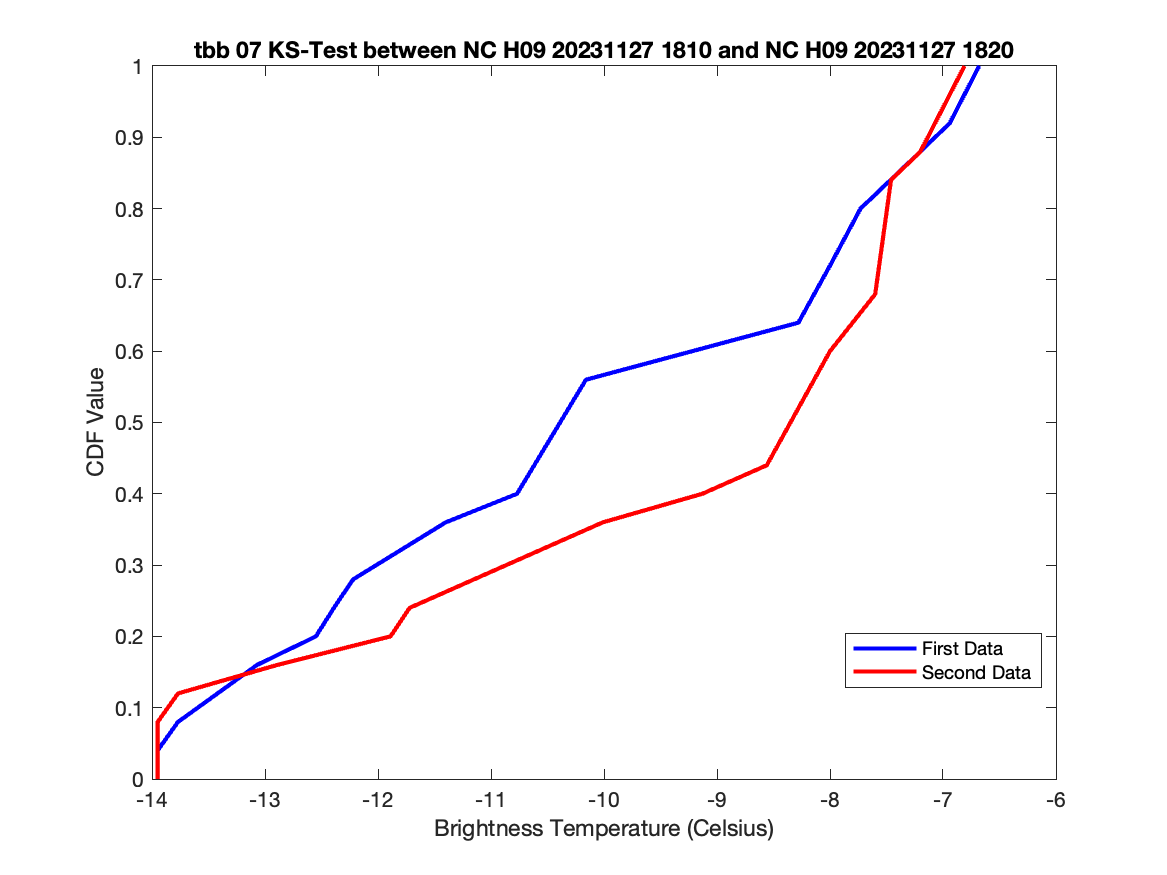 tbb 07 KS-Test between NC H09 20231127 1810 and NC H09 20231127 1820
1
0.9
0.8
0.7
0.6
0.5
0.4
0.3
0.2
0.1
0
CDF Value
First Data
Second Data
-14 -13 -12 -11 -10 -9 -8 -7 -6
Brightness Temperature (Celsius)